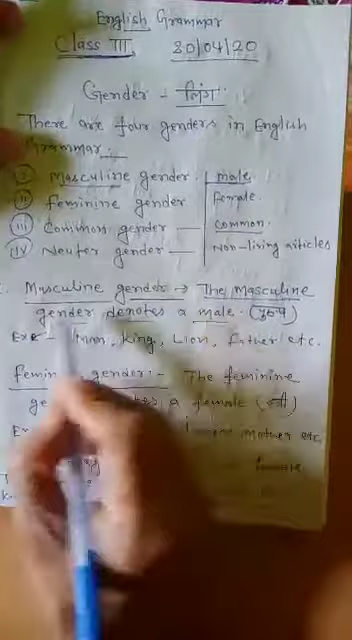 English Grammar
Class III 30/04/20
Gender - लिंग
There are four genders in English
Grammar:-
(I) Masculine gender. male
(II) Feminine gender Female
(III) Common gender — Common
(IV) Neuter gender — Non-living articles
Masculine gender → The Masculine
gender denotes a male. (पुरुष)
Ex - Man, King, Lion, Father etc.
feminine gender:- The feminine
a female (स्त्री)
mother etc.